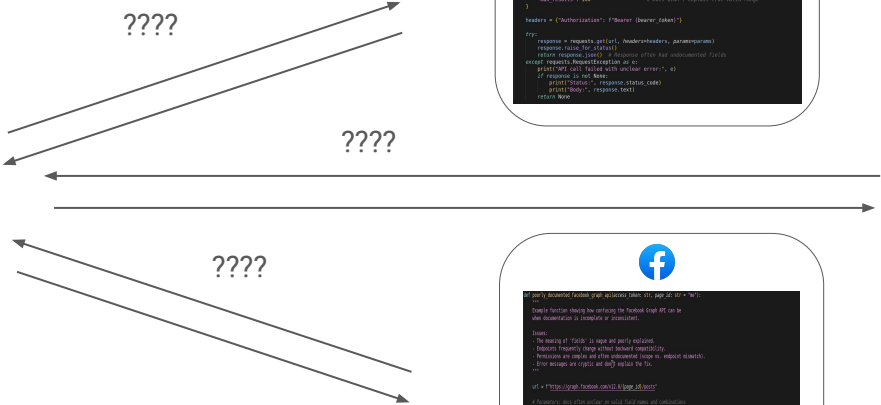 ????
}
headers = {"Authorization": f"Bearer {bearer_token}"}
try:
response = requests.get(url, headers=headers, params=params)
response.raise_for_status()
return response.json() # Response often had undocumented fields
except requests.RequestException as e:
print("API call failed with unclear error:", e)
if response is not None:
print("Status:", response.status_code)
print("Body:", response.text)
return None
????
????
def poorly_documented_facebook_graph_api(access_token: str, page_id: str = "me"):
"""
Example function showing how confusing the Facebook Graph API can be
when documentation is incomplete or inconsistent.
Issues:
- The meaning of 'fields' is vague and poorly explained.
- Endpoints frequently change without backward compatibility.
- Permissions are complex and often undocumented (scope vs. endpoint mismatch).
- Error messages are cryptic and don't explain the fix.
"""
url = f"https://graph.facebook.com/v12.0/{page_id}/posts"
# Parameters: docs often unclear on valid field names and combinations